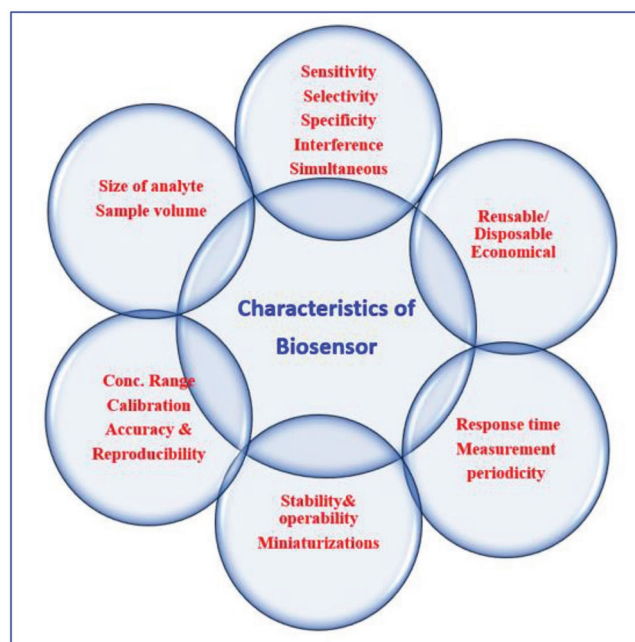 Sensitivity
Selectivity
Specificity
Interference
Simultaneous
Size of analyte
Sample volume
Reusable/
Disposable
Economical
Characteristics of
Biosensor
Conc. Range
Calibration
Accuracy &
Reproducibility
Response time
Measurement
periodicity
Stability&
operability
Miniaturizations